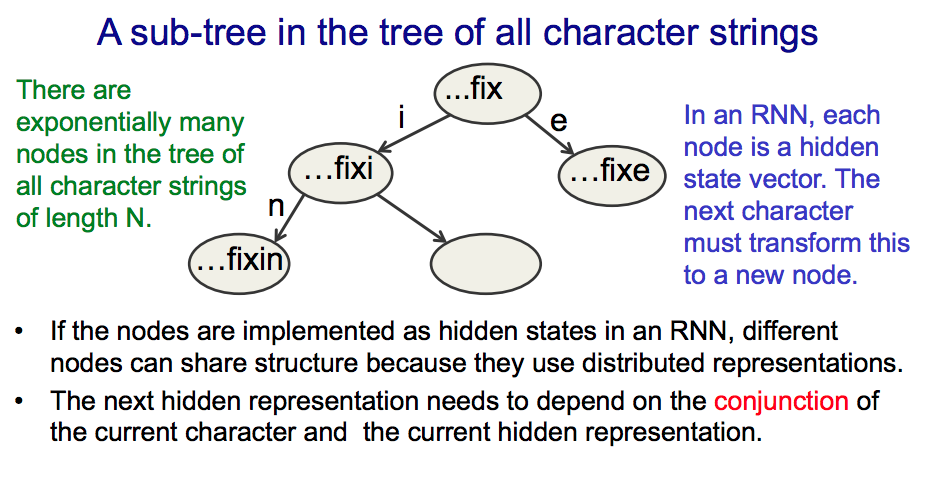 A sub-tree in the tree of all character strings
There are
exponentially many
nodes in the tree of
all character strings
of length N.
...fix
i
e
...fixi
...fixe
n
...fixin
In an RNN, each
node is a hidden
state vector. The
next character
must transform this
to a new node.
• If the nodes are implemented as hidden states in an RNN, different
nodes can share structure because they use distributed representations.
• The next hidden representation needs to depend on the conjunction of
the current character and the current hidden representation.